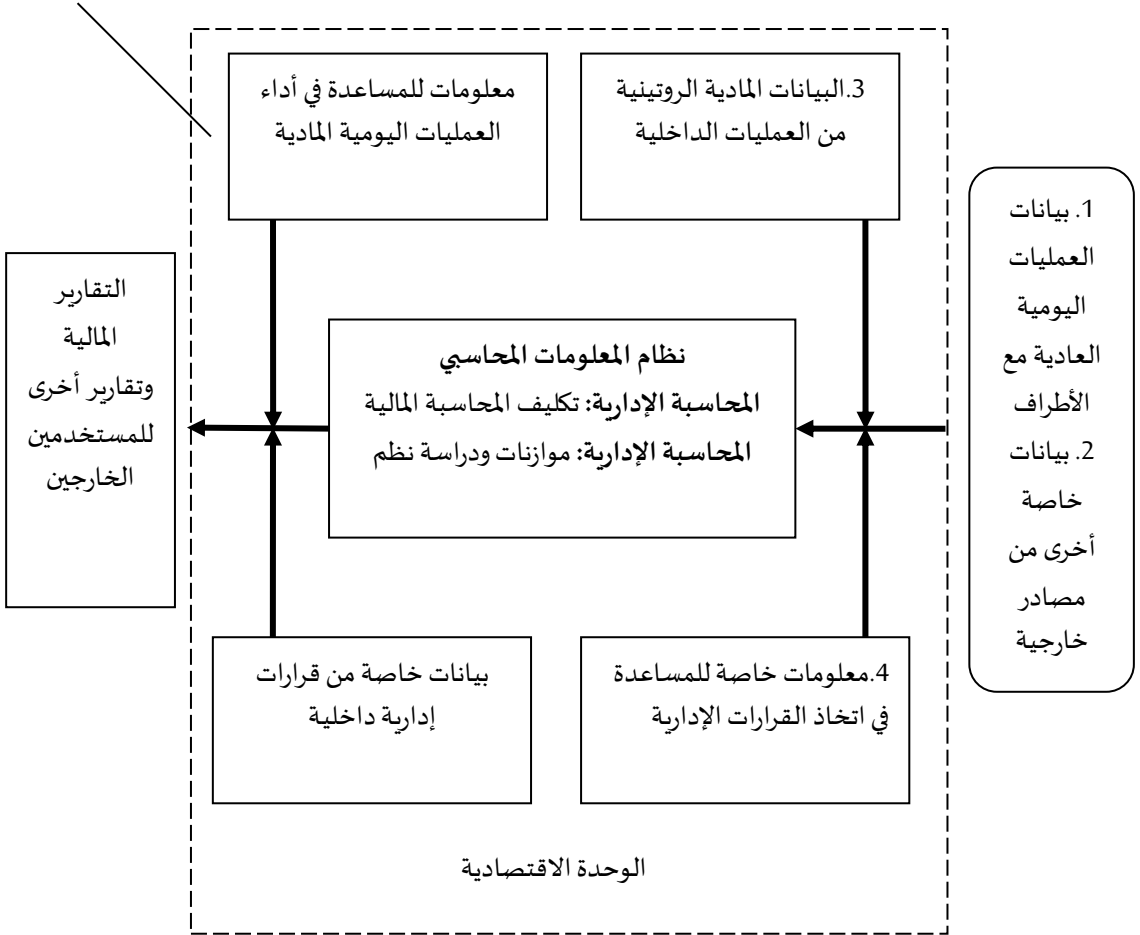 3.البيانات المادية الروتينية
من العمليات الداخلية
معلومات للمساعدة في أداء
العمليات اليومية المادية
1. بيانات
العمليات
اليومية
العادية مع
الأطراف
2. بيانات
خاصة
أخرى من
مصادر
خارجية
نظام المعلومات المحاسبي
المحاسبة الإدارية: تكليف المحاسبة المالية
المحاسبة الإدارية: موازنات ودراسة نظم
التقارير
المالية
وتقارير أخرى
للمستخدمين
الخارجين
4.معلومات خاصة للمساعدة
في اتخاذ القرارات الإدارية
بيانات خاصة من قرارات
إدارية داخلية
الوحدة الاقتصادية